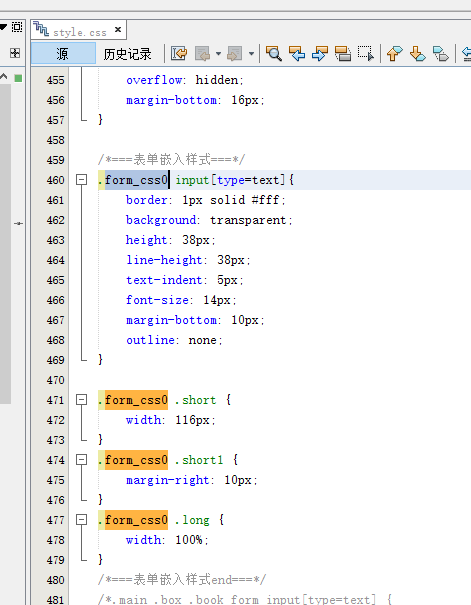 style.css ×
源 历史记录
455 overflow: hidden;
456 margin-bottom: 16px;
457 }
458
459 /*===表单嵌入样式===*/
460 .form_css0 input[type=text]{
461 border: 1px solid #fff;
462 background: transparent;
463 height: 38px;
464 line-height: 38px;
465 text-indent: 5px;
466 font-size: 14px;
467 margin-bottom: 10px;
468 outline: none;
469 }
470
471 .form_css0 .short {
472 width: 116px;
473 }
474 .form_css0 .short1 {
475 margin-right: 10px;
476 }
477 .form_css0 .long {
478 width: 100%;
479 }
480 /*===表单嵌入样式end===*/
481 /*.main .box .book form input[type=text] {